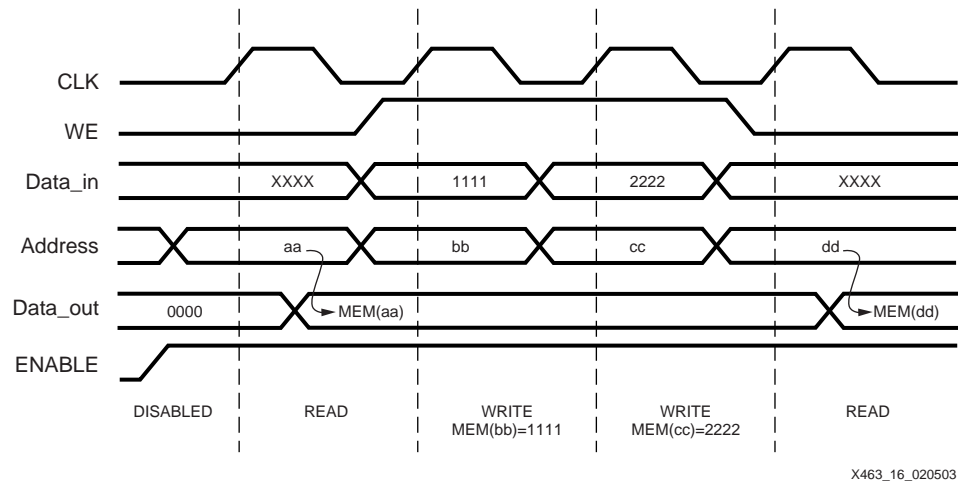 CLK
WE
Data_in XXXX 1111 2222 XXXX
Address aa bb cc dd
Data_out 0000 MEM(aa) MEM(dd)
ENABLE
DISABLED READ WRITE WRITE READ
MEM(bb)=1111 MEM(cc)=2222
X463_16_020503